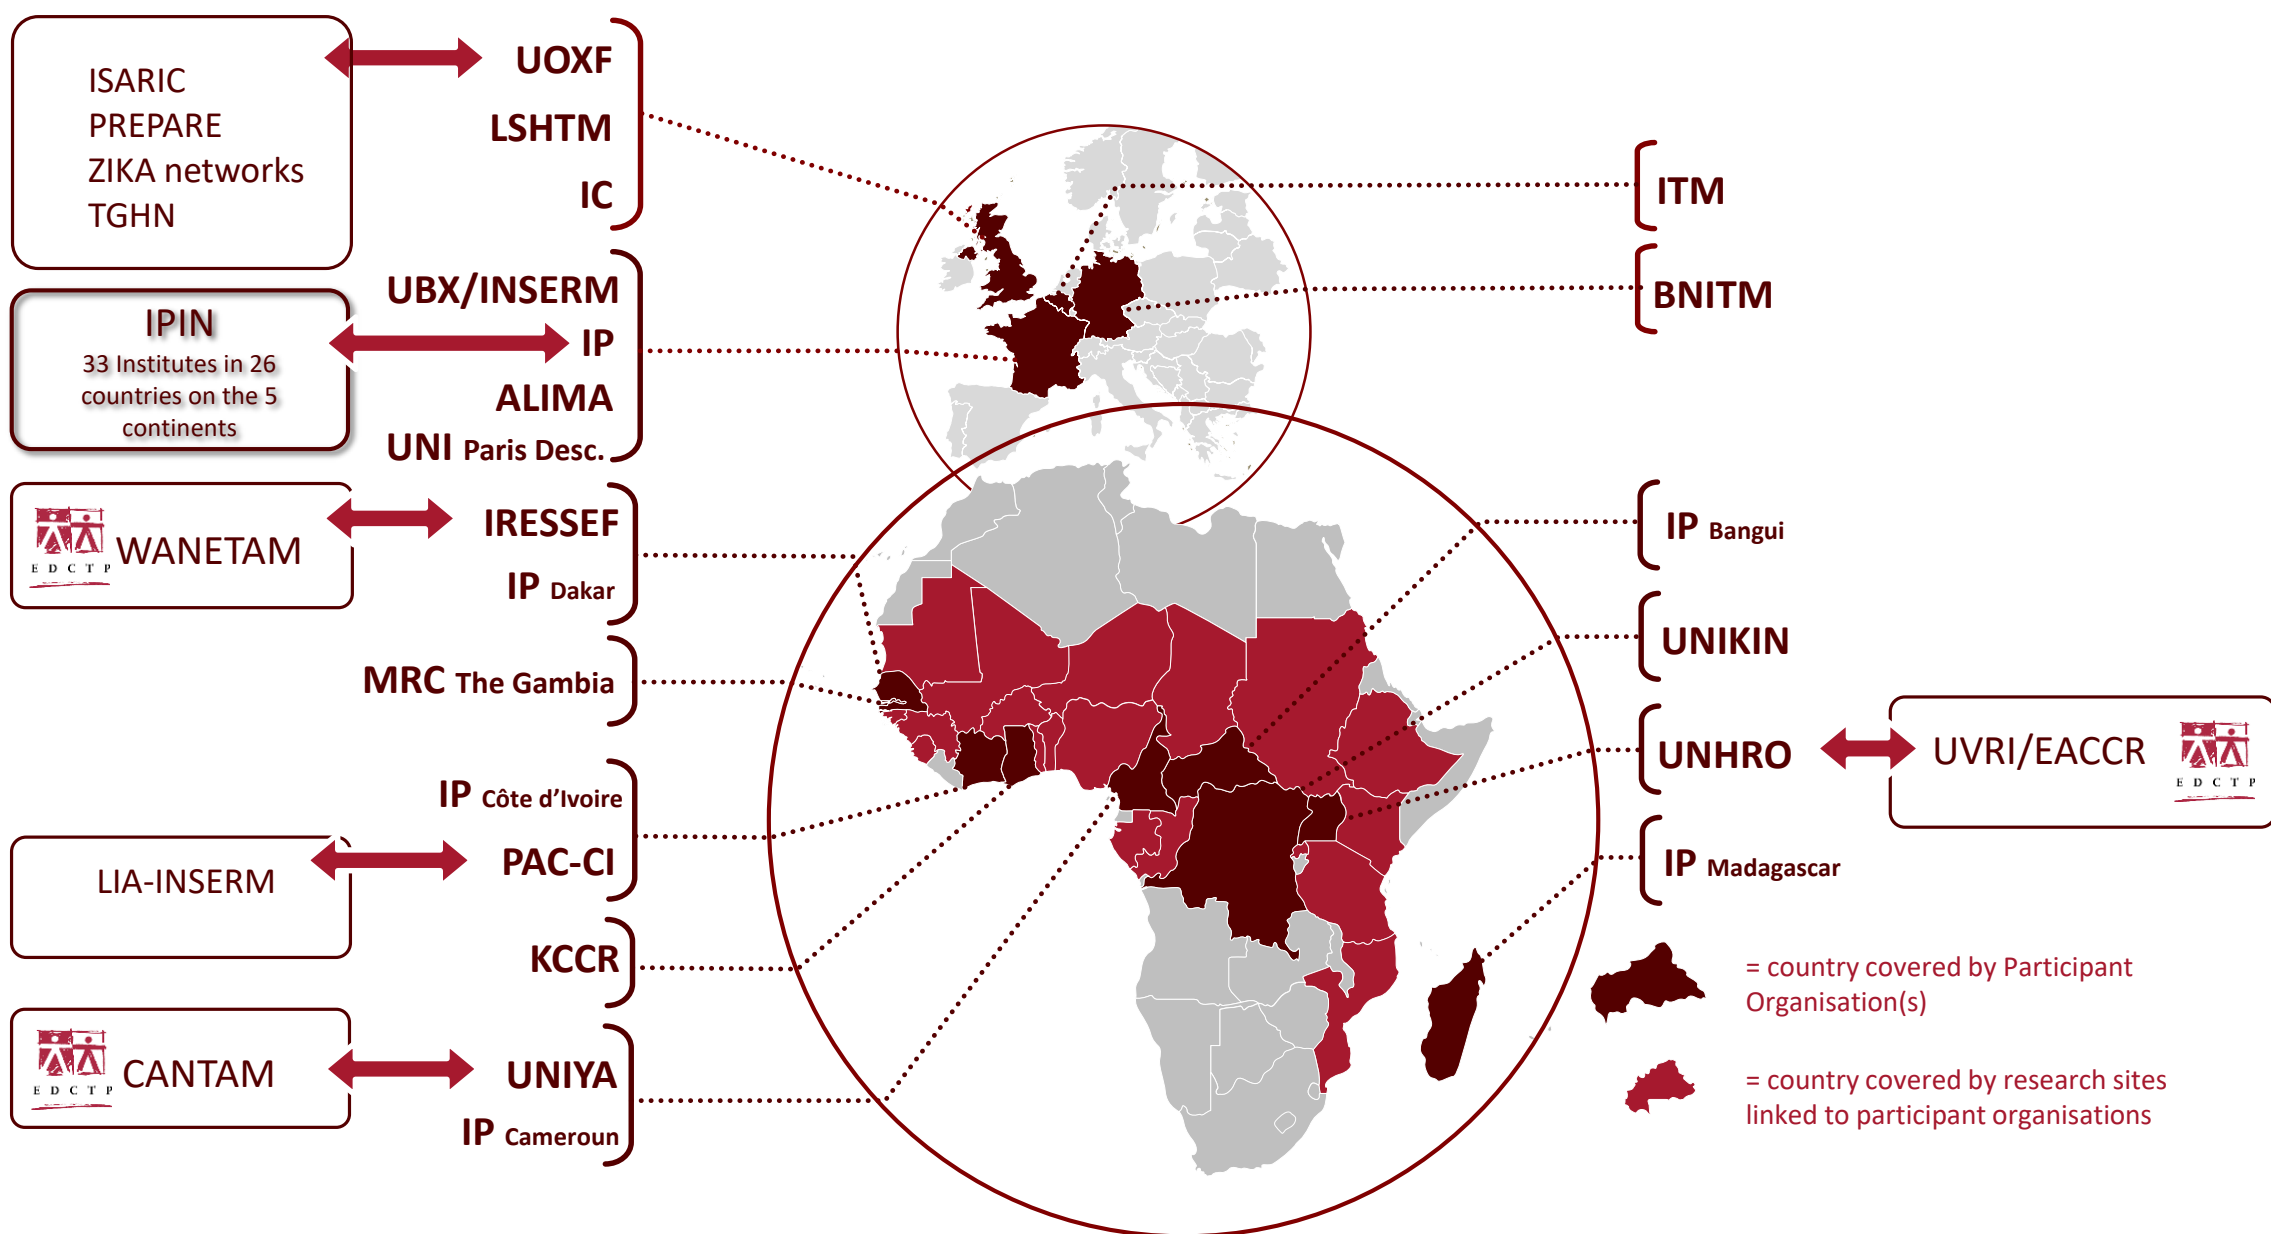 ISARIC
PREPARE
ZIKA networks
TGHN
UOXF
LSHTM
IC
IPIN
33 Institutes in 26
countries on the 5
continents
UBX/INSERM
IP
ALIMA
UNI Paris Desc.
EDCTP
WANETAM
IRESSEF
IP Dakar
MRC The Gambia
IP Côte d’Ivoire
LIA-INSERM
PAC-CI
KCCR
EDCTP
CANTAM
UNIYA
IP Cameroun
ITM
BNITM
IP Bangui
UNIKIN
UNHRO
UVRI/EACCR
EDCTP
IP Madagascar
= country covered by Participant
Organisation(s)
= country covered by research sites
linked to participant organisations